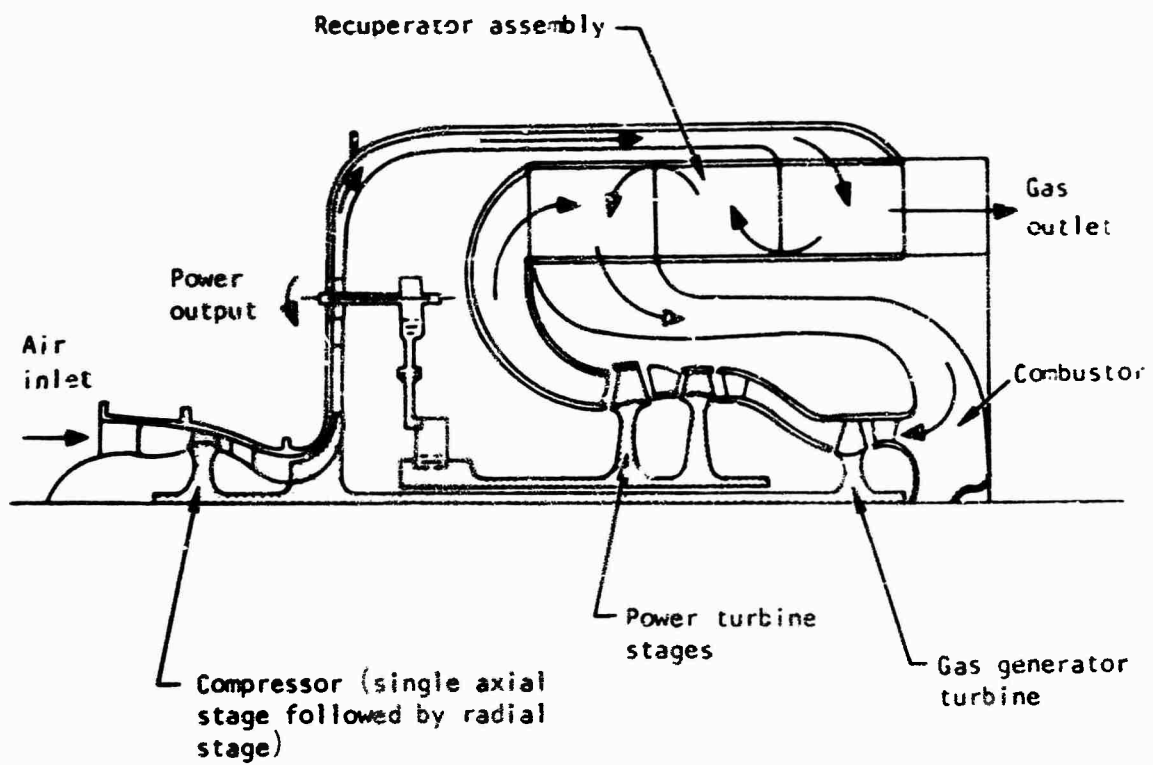 Recuperator assembly
Gas
outlet
Power
output
Air
inlet
Combustor
Power turbine
stages
Gas generator
turbine
Compressor (single axial
stage followed by radial
stage)